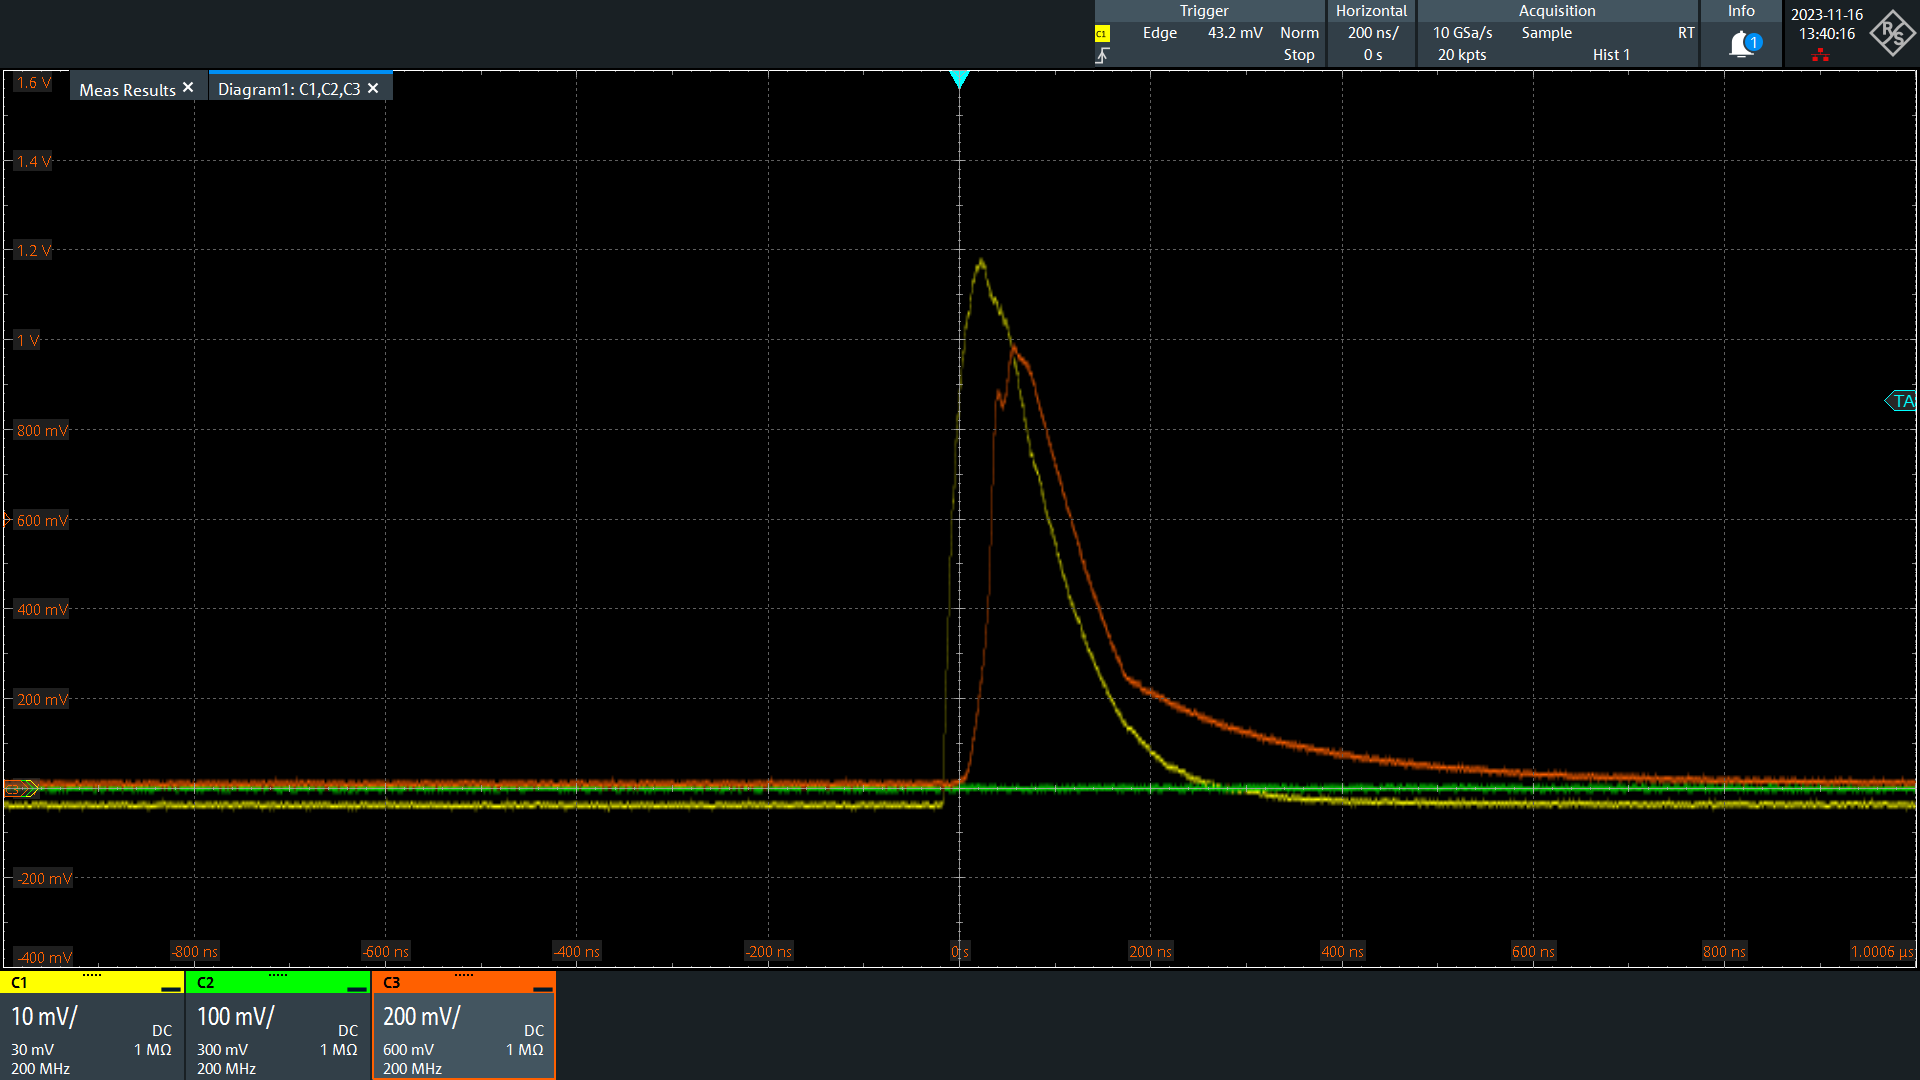 Trigger
C1 Edge 43.2 mV Norm
Stop
Horizontal
200 ns/
0 s
Acquisition
10 GSa/s Sample RT
20 kpts Hist 1
Info
1
2023-11-16
13:40:16
R S
Meas Results ✕
Diagram1: C1,C2,C3 ✕
1.6 V
1.4 V
1.2 V
1 V
800 mV
600 mV
400 mV
200 mV
-200 mV
-400 mV
TA
C3
-800 ns -600 ns -400 ns -200 ns 0 s 200 ns 400 ns 600 ns 800 ns 1.0006 µs
C1
10 mV/
DC
30 mV 1 MΩ
200 MHz
C2
100 mV/
DC
300 mV 1 MΩ
200 MHz
C3
200 mV/
DC
600 mV 1 MΩ
200 MHz